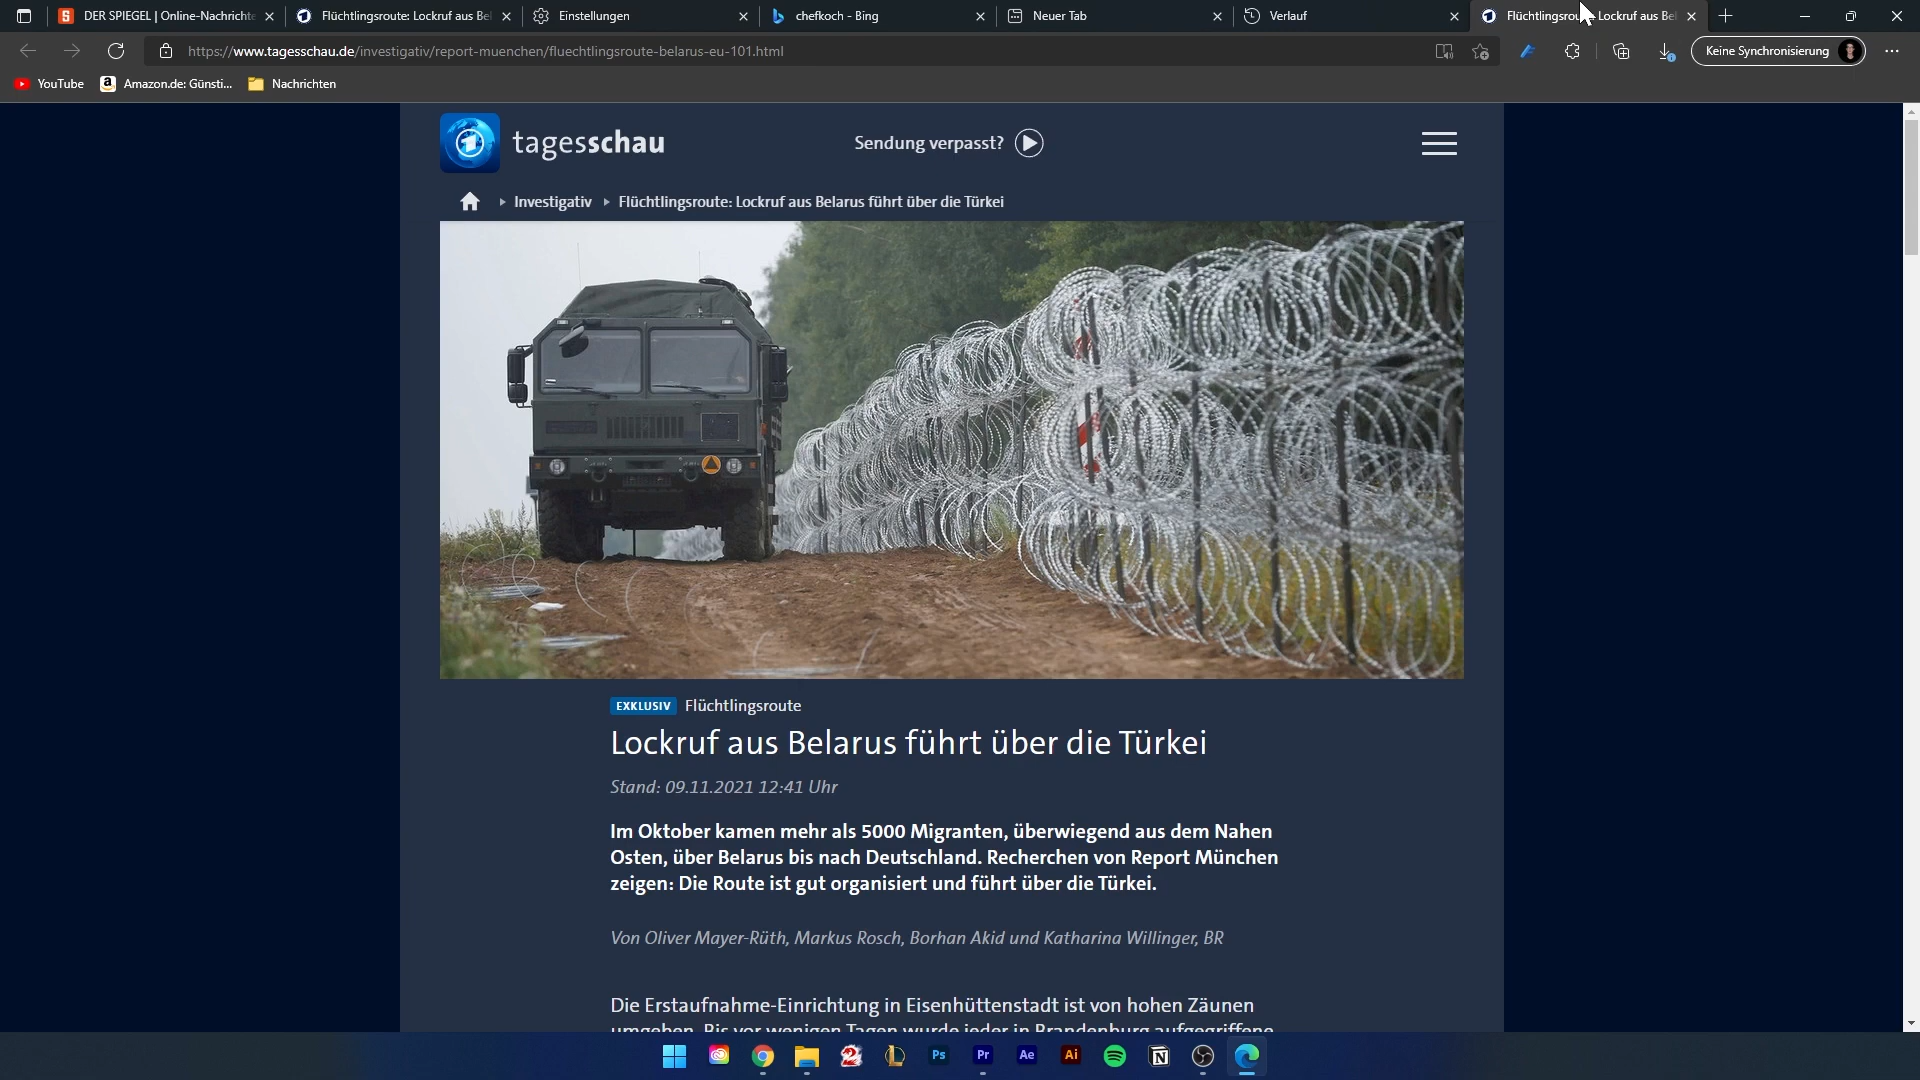 DER SPIEGEL | Online-Nachrichte
Flüchtlingsroute: Lockruf aus Bel
Einstellungen
chefkoch - Bing
Neuer Tab
Verlauf
Lockruf aus Bel
https://www.tagesschau.de/investigativ/report-muenchen/fluechtlingsroute-belarus-eu-101.html
Keine Synchronisierung
YouTube
Amazon.de: Günsti...
Nachrichten
tagesschau
Sendung verpasst?
Investigativ
Flüchtlingsroute: Lockruf aus Belarus führt über die Türkei
EXKLUSIV Flüchtlingsroute
Lockruf aus Belarus führt über die Türkei
Stand: 09.11.2021 12:41 Uhr
Im Oktober kamen mehr als 5000 Migranten, überwiegend aus dem Nahen
Osten, über Belarus bis nach Deutschland. Recherchen von Report München
zeigen: Die Route ist gut organisiert und führt über die Türkei.
Von Oliver Mayer-Rüth, Markus Rosch, Borhan Akid und Katharina Willinger, BR
Die Erstaufnahme-Einrichtung in Eisenhüttenstadt ist von hohen Zäunen
umgeben. Bis vor wenigen Tagen wurde jeder in Brandenburg aufgegriffene
Ps
Pr
Ae
Ai